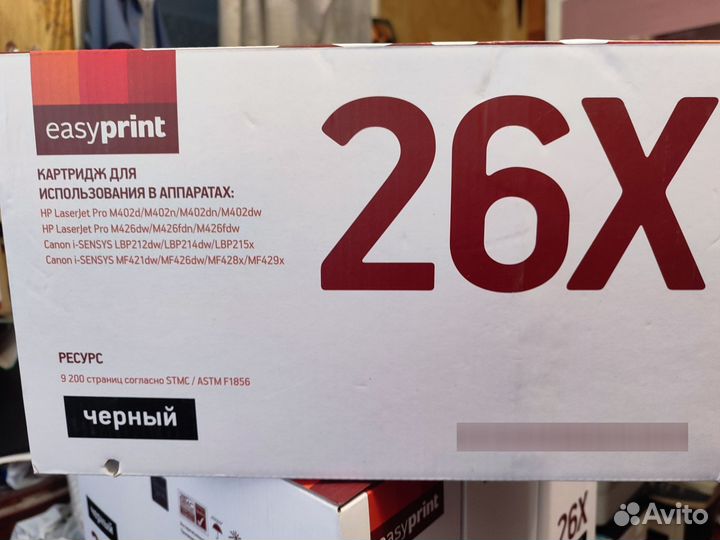 easyprint
26X
КАРТРИДЖ ДЛЯ
ИСПОЛЬЗОВАНИЯ В АППАРАТАХ:
HP LaserJet Pro M402d/M402n/M402dn/M402dw
HP LaserJet Pro M426dw/M426fdn/M426fdw
Canon i-SENSYS LBP212dw/LBP214dw/LBP215x
Canon i-SENSYS MF421dw/MF426dw/MF428x/MF429x
РЕСУРС
9 200 страниц согласно STMC / ASTM F1856
черный
easyprint
26X
Avito